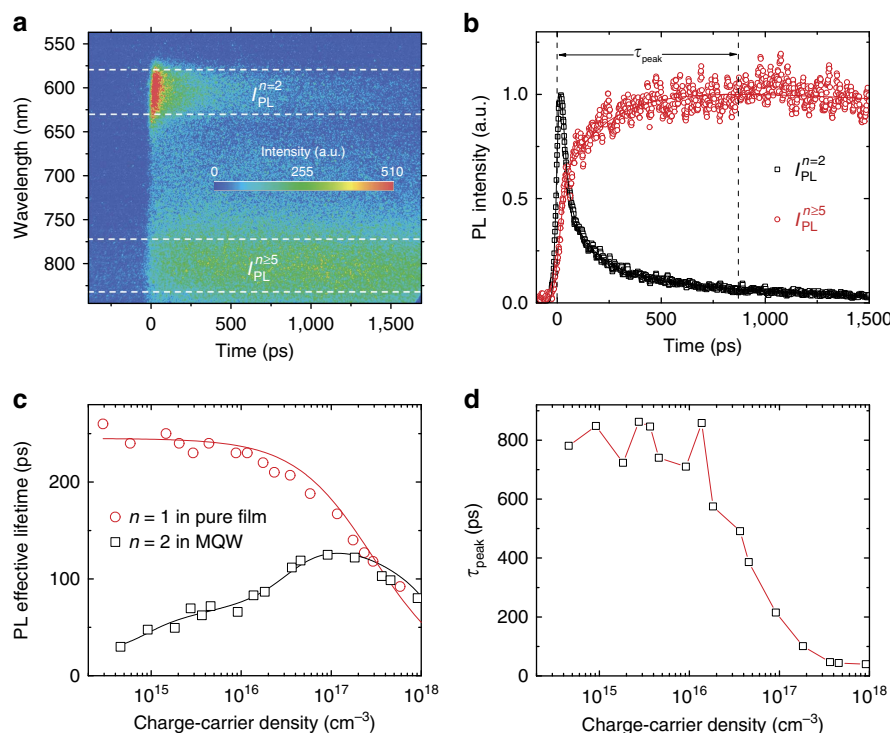 a
550
600
650
700
750
800
Wavelength (nm)
I_PL^{n=2}
Intensity (a.u.)
0 255 510
I_PL^{n≥5}
0 500 1,000 1,500
Time (ps)
b
τ_peak
1.0
0.5
0.0
PL intensity (a.u.)
I_PL^{n=2}
I_PL^{n≥5}
0 500 1,000 1,500
Time (ps)
c
200
100
0
PL effective lifetime (ps)
n = 1 in pure film
n = 2 in MQW
10^15 10^16 10^17 10^18
Charge-carrier density (cm^−3)
d
800
600
400
200
0
τ_peak (ps)
10^15 10^16 10^17 10^18
Charge-carrier density (cm^−3)